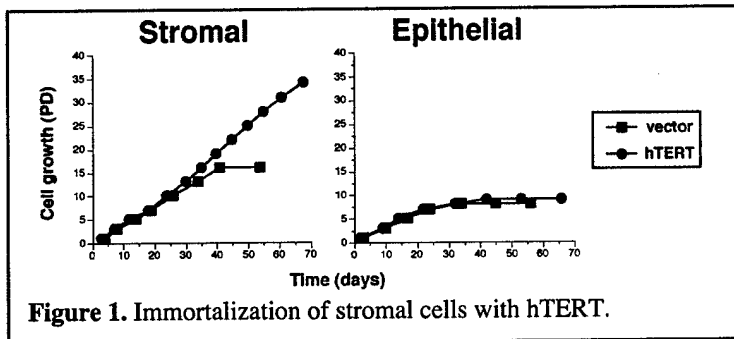 Stromal
Epithelial
Cell growth (PD)
40
35
30
25
20
15
10
5
0
0 10 20 30 40 50 60 70
40
35
30
25
20
15
10
5
0
0 10 20 30 40 50 60 70
vector
hTERT
Time (days)
Figure 1. Immortalization of stromal cells with hTERT.